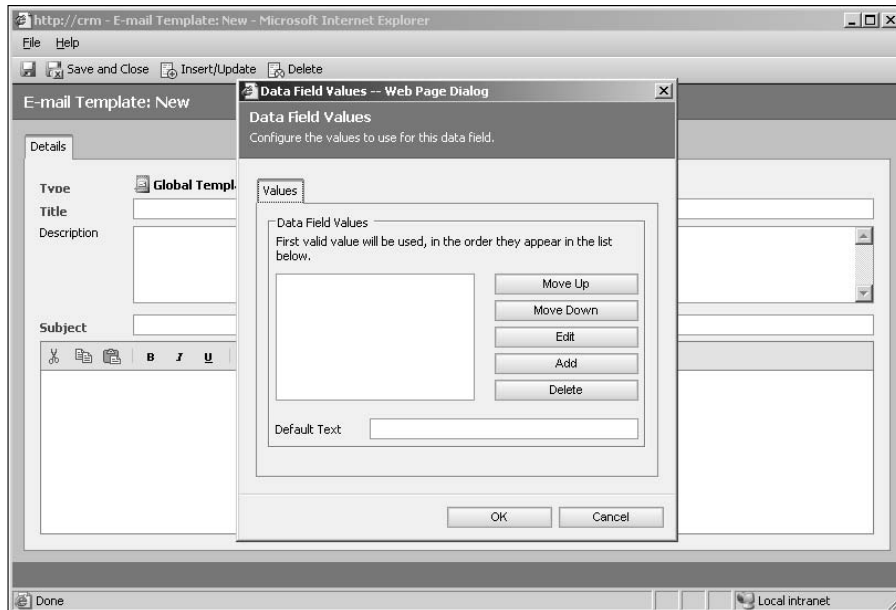 http://crm - E-mail Template: New - Microsoft Internet Explorer
File Help
Save and Close Insert/Update Delete
E-mail Template: New
Details
Type Global Templ
Title
Description
Subject
B I U
Data Field Values -- Web Page Dialog
Data Field Values
Configure the values to use for this data field.
Values
Data Field Values
First valid value will be used, in the order they appear in the list
below.
Move Up
Move Down
Edit
Add
Delete
Default Text
OK Cancel
Done Local intranet